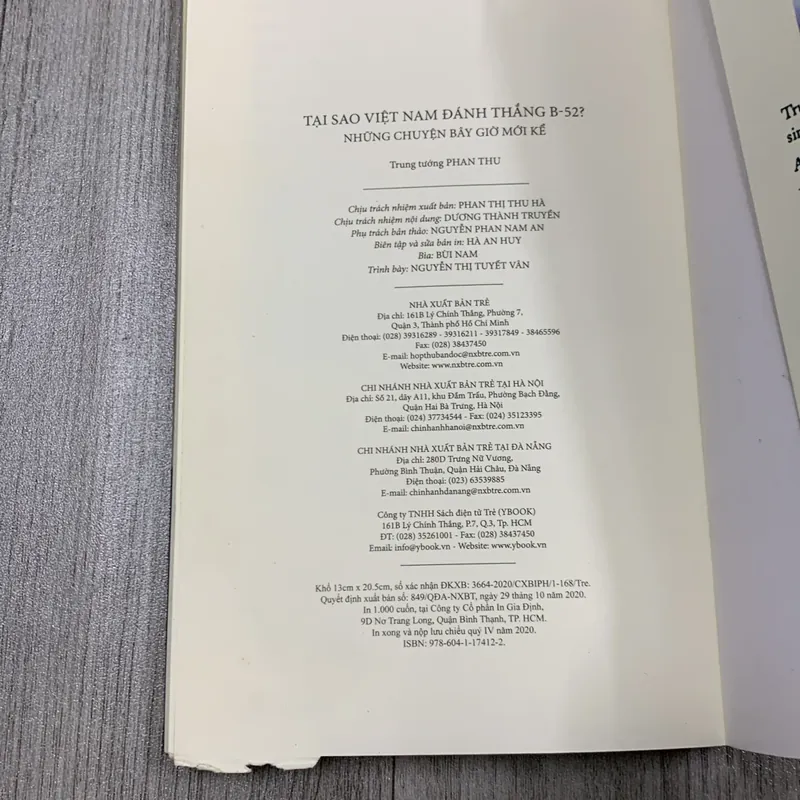 TẠI SAO VIỆT NAM ĐÁNH THẮNG B-52?
NHỮNG CHUYỆN BÂY GIỜ MỚI KỂ
Trung tướng PHAN THU
Chịu trách nhiệm xuất bản: PHAN THỊ THU HÀ
Chịu trách nhiệm nội dung: DƯƠNG THÀNH TRUYỀN
Phụ trách bản thảo: NGUYỄN PHAN NAM AN
Biên tập và sửa bản in: HÀ AN HUY
Bìa: BÙI NAM
Trình bày: NGUYỄN THỊ TUYẾT VÂN
NHÀ XUẤT BẢN TRẺ
Địa chỉ: 161B Lý Chính Thắng, Phường 7,
Quận 3, Thành phố Hồ Chí Minh
Điện thoại: (028) 39316289 - 39316211 - 39317849 - 38465596
Fax: (028) 38437450
E-mail: hopthubandoc@nxbtre.com.vn
Website: www.nxbtre.com.vn
CHI NHÁNH NHÀ XUẤT BẢN TRẺ TẠI HÀ NỘI
Địa chỉ: Số 21, dãy A11, khu Đầm Trấu, Phường Bạch Đằng,
Quận Hai Bà Trưng, Hà Nội
Điện thoại: (024) 37734544 - Fax: (024) 35123395
E-mail: chinhanhhanoi@nxbtre.com.vn
CHI NHÁNH NHÀ XUẤT BẢN TRẺ TẠI ĐÀ NẴNG
Địa chỉ: 280D Trưng Nữ Vương,
Phường Bình Thuận, Quận Hải Châu, Đà Nẵng
Điện thoại: (023) 63539885
E-mail: chinhanhdanang@nxbtre.com.vn
Công ty TNHH Sách điện tử Trẻ (YBOOK)
161B Lý Chính Thắng, P.7, Q.3, Tp. HCM
ĐT: (028) 35261001 - Fax: (028) 38437450
Email: info@ybook.vn - Website: www.ybook.vn
Khổ 13cm x 20.5cm, số xác nhận ĐKXB: 3664-2020/CXBIPH/1-168/Tre.
Quyết định xuất bản số: 849/QĐA-NXBT, ngày 29 tháng 10 năm 2020.
In 1.000 cuốn, tại Công ty Cổ phần In Gia Định,
9D Nơ Trang Long, Quận Bình Thạnh, TP. HCM.
In xong và nộp lưu chiểu quý IV năm 2020.
ISBN: 978-604-1-17412-2.